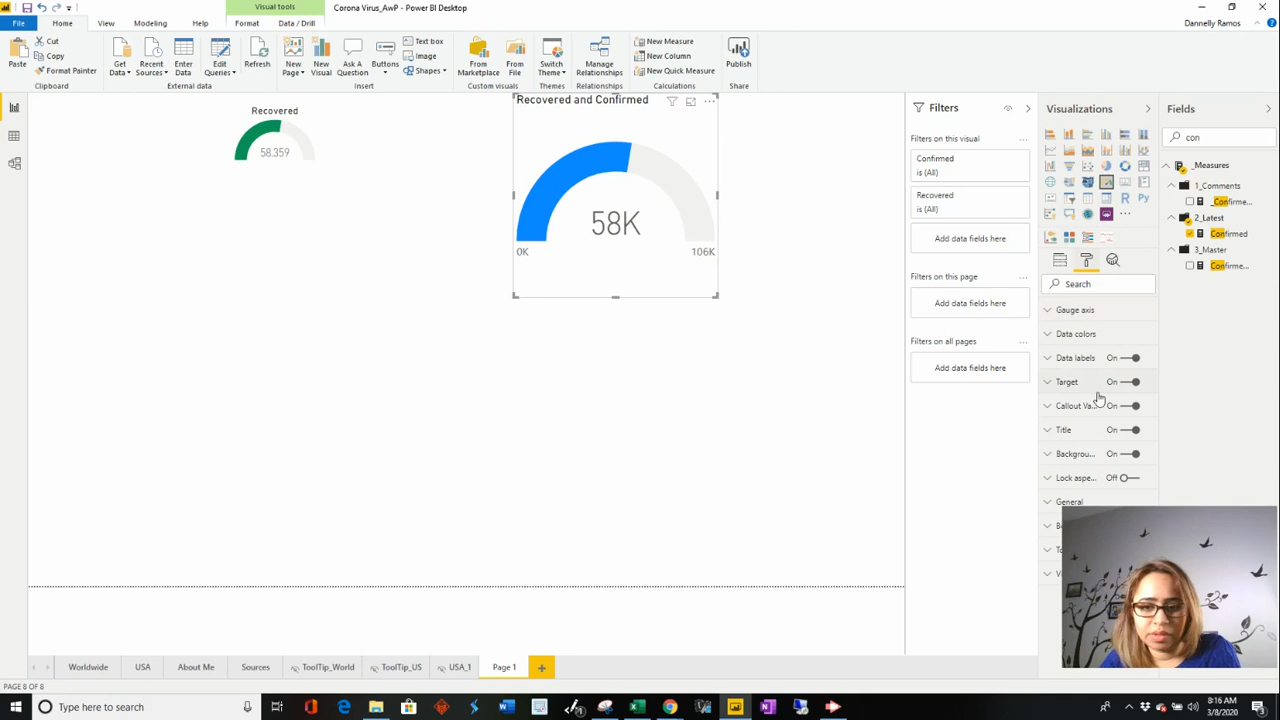 Visual tools
Corona Virus_AwP - Power BI Desktop
File
Home
View
Modeling
Help
Format
Data / Drill
Dannelly Ramos
Paste
Cut
Copy
Format Painter
Clipboard
Get Data
Recent Sources
Enter Data
Edit Queries
Refresh
External data
New Page
New Visual
Ask A Question
Buttons
Text box
Image
Shapes
Insert
From Marketplace
From File
Custom visuals
Switch Theme
Themes
Manage Relationships
Relationships
New Measure
New Column
New Quick Measure
Calculations
Publish
Share
Recovered
58.359
Recovered and Confirmed
58K
0K
106K
Filters
Filters on this visual
Confirmed
is (All)
Recovered
is (All)
Add data fields here
Filters on this page
Add data fields here
Filters on all pages
Add data fields here
Visualizations
R
Py
Search
Gauge axis
Data colors
Data labels On
Target On
Callout Va... On
Title On
Backgrou... On
Lock aspe... Off
General
Fields
con
_Measures
1_Comments
_Confirme...
2_Latest
Confirmed
3_Master
Confirme...
Worldwide
USA
About Me
Sources
ToolTip_World
ToolTip_US
USA_1
Page 1
PAGE 8 OF 8
Type here to search
8:16 AM
3/8/2020